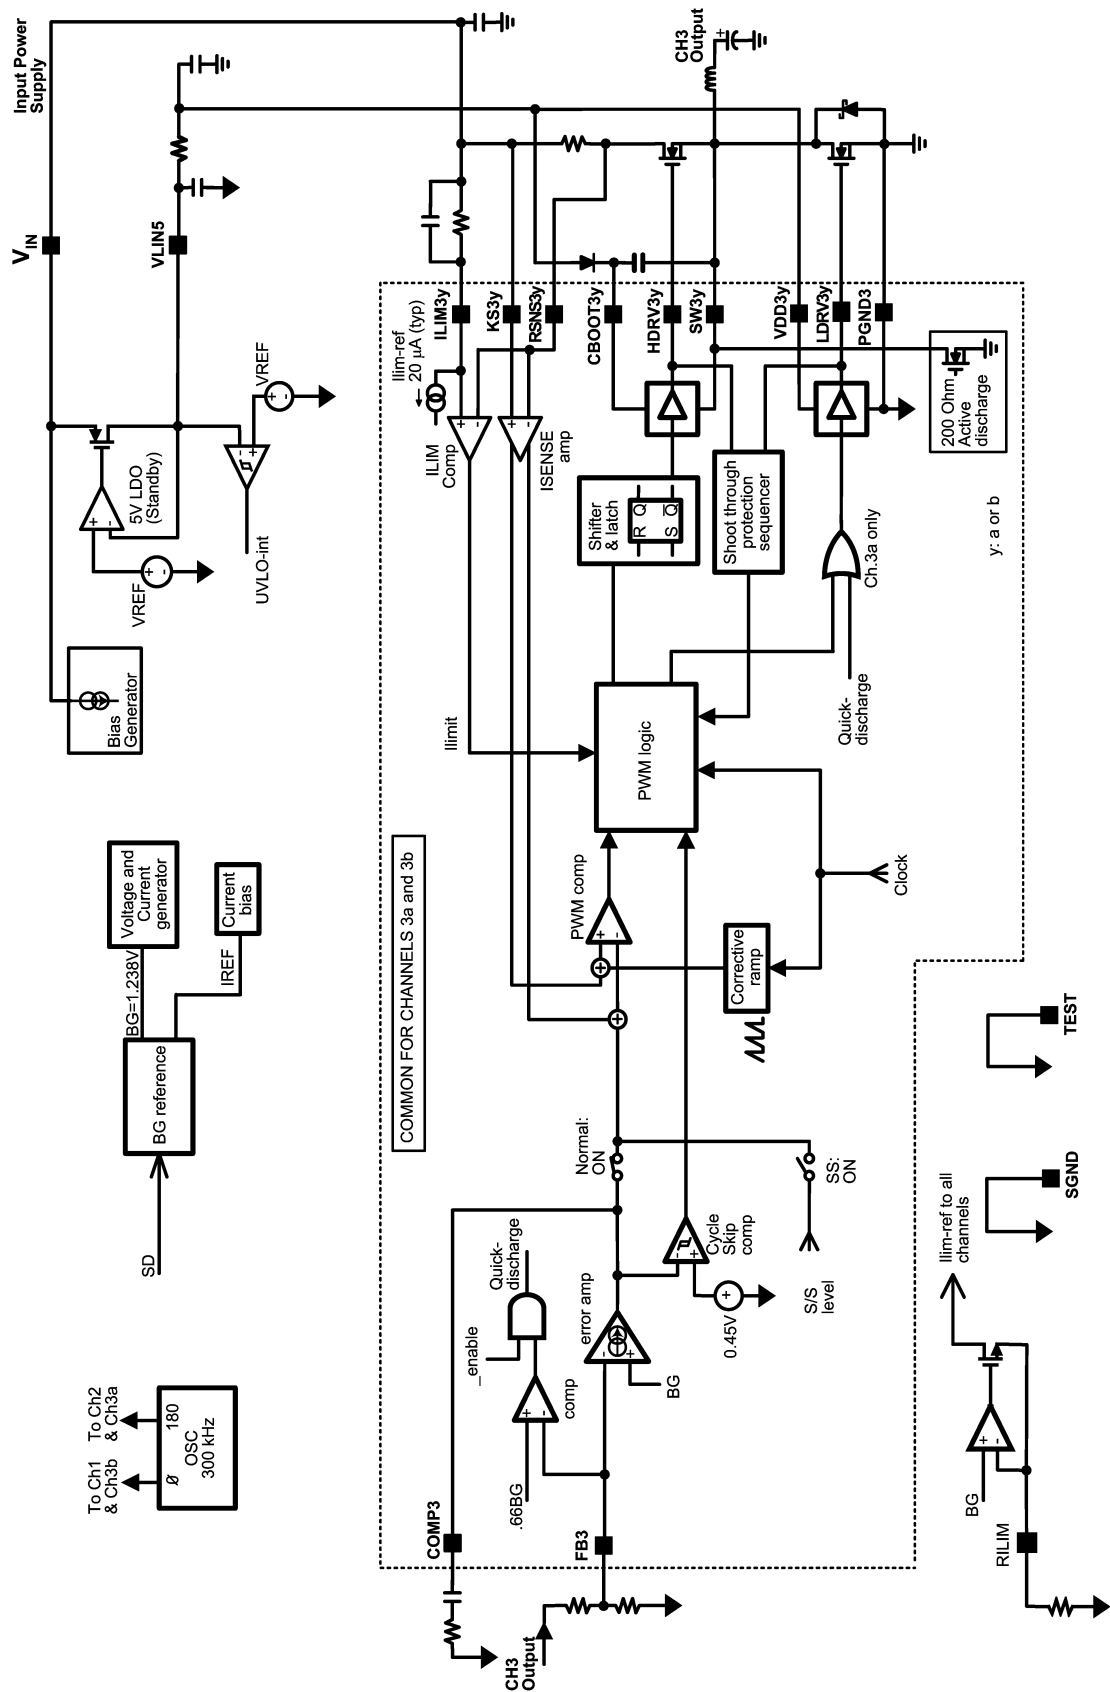 Input Power
Supply
VIN
VLIN5
VREF
+
-
-
+
5V LDO
(Standby)
+
-
VREF
+
-
UVLO-int
Bias
Generator
Voltage and
Current
generator
Current
bias
BG=1.238V
IREF
BG reference
SD
To Ch1
& Ch3b
To Ch2
& Ch3a
Ø
180
OSC
300 kHz
CH3
Output
+
ILIM3y
KS3y
RSNS3y
CBOOT3y
HDRV3y
SW3y
VDD3y
LDRV3y
PGND3
Ilim-ref
20 µA (typ)
+
-
ILIM
Comp
+
-
ISENSE
amp
Shifter
& latch
R Q
S Q
Shoot through
protection
sequencer
200 Ohm
Active
discharge
Ch.3a only
y: a or b
Ilimit
PWM logic
Quick-
discharge
COMMON FOR CHANNELS 3a and 3b
PWM comp
+
-
+
+
Corrective
ramp
Clock
Normal:
ON
SS:
ON
S/S
level
Cycle
Skip
comp
-
+
+
0.45V
error amp
-
+
BG
Quick-
discharge
_enable
comp
+
-
.66BG
COMP3
FB3
CH3
Output
TEST
SGND
Ilim-ref to all
channels
+
-
BG
RILIM